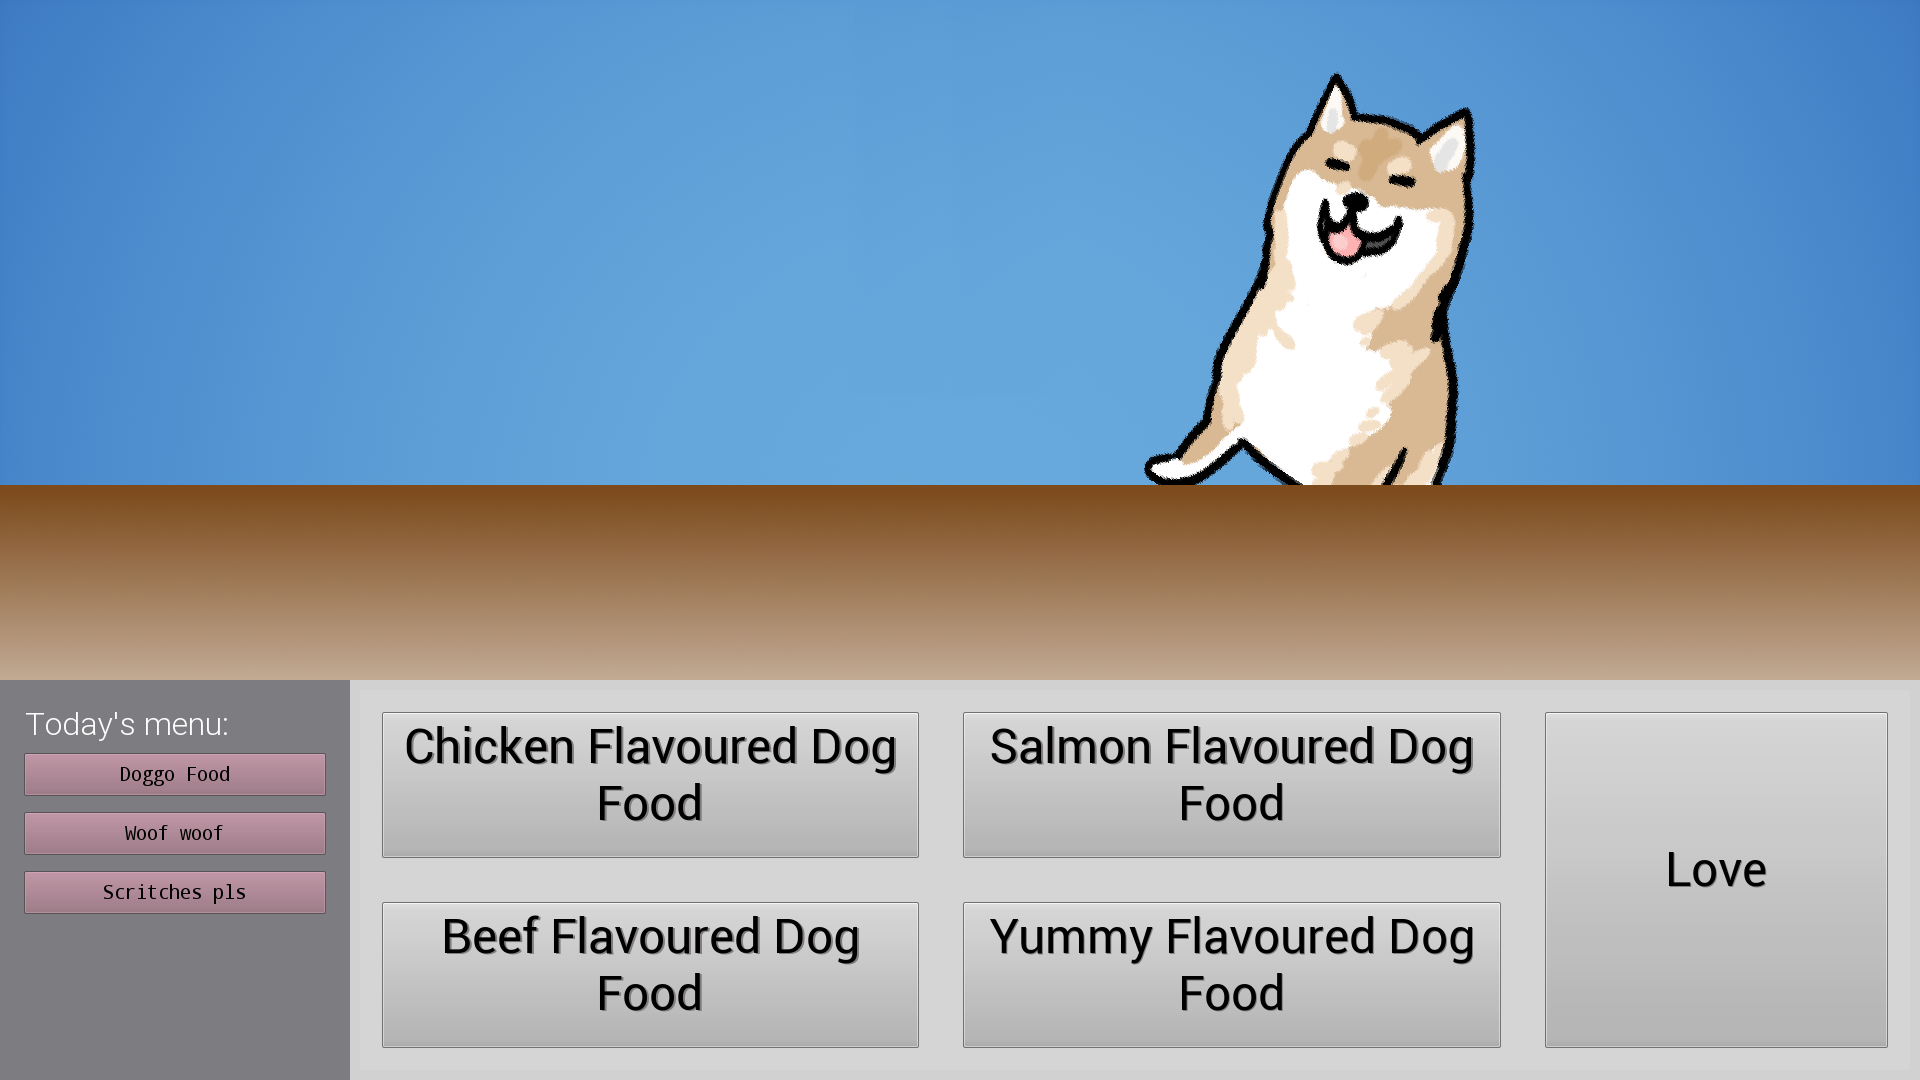 Today's menu:
Doggo Food
Woof woof
Scritches pls
Chicken Flavoured Dog
Food
Salmon Flavoured Dog
Food
Beef Flavoured Dog
Food
Yummy Flavoured Dog
Food
Love